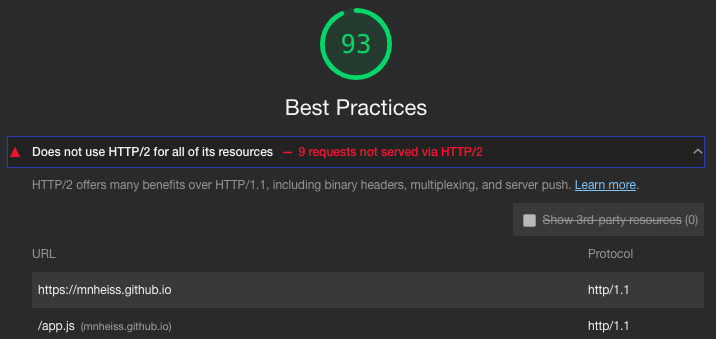 93
Best Practices
Does not use HTTP/2 for all of its resources — 9 requests not served via HTTP/2
HTTP/2 offers many benefits over HTTP/1.1, including binary headers, multiplexing, and server push. Learn more.
Show 3rd-party resources (0)
URL Protocol
https://mnheiss.github.io http/1.1
/app.js (mnheiss.github.io) http/1.1